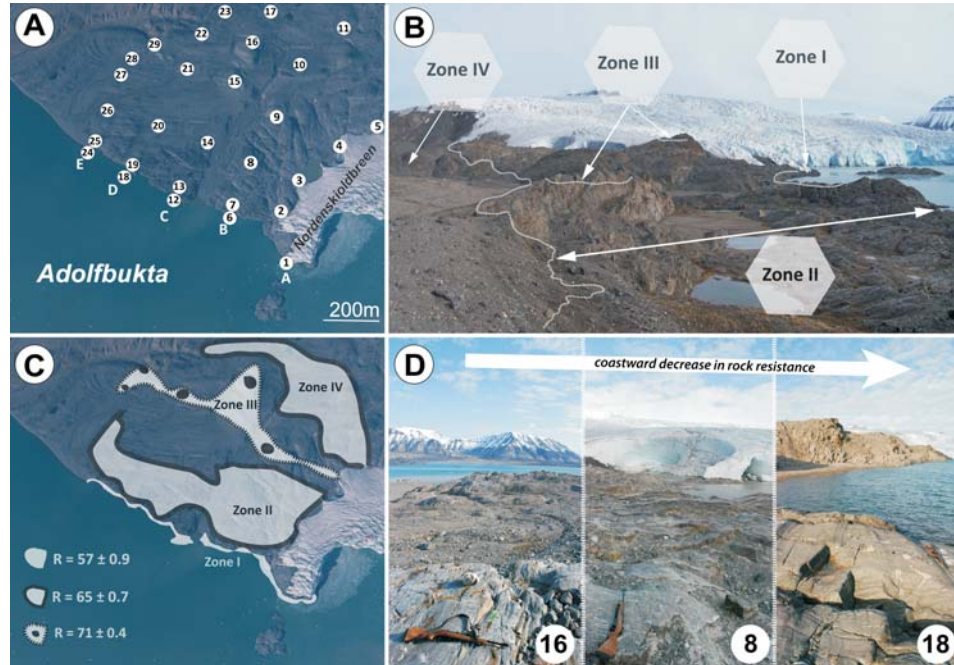 A
23
17
22
16
11
29
28
27
21
15
10
26
9
20
14
4
5
25
24
E
19
18
D
8
3
13
12
C
7
6
B
2
1
A
Nordenskioldbreen
Adolfbukta
200m
B
Zone IV
Zone III
Zone I
Zone II
C
Zone IV
Zone III
Zone II
Zone I
R = 57 ± 0.9
R = 65 ± 0.7
R = 71 ± 0.4
D
coastward decrease in rock resistance
16
8
18